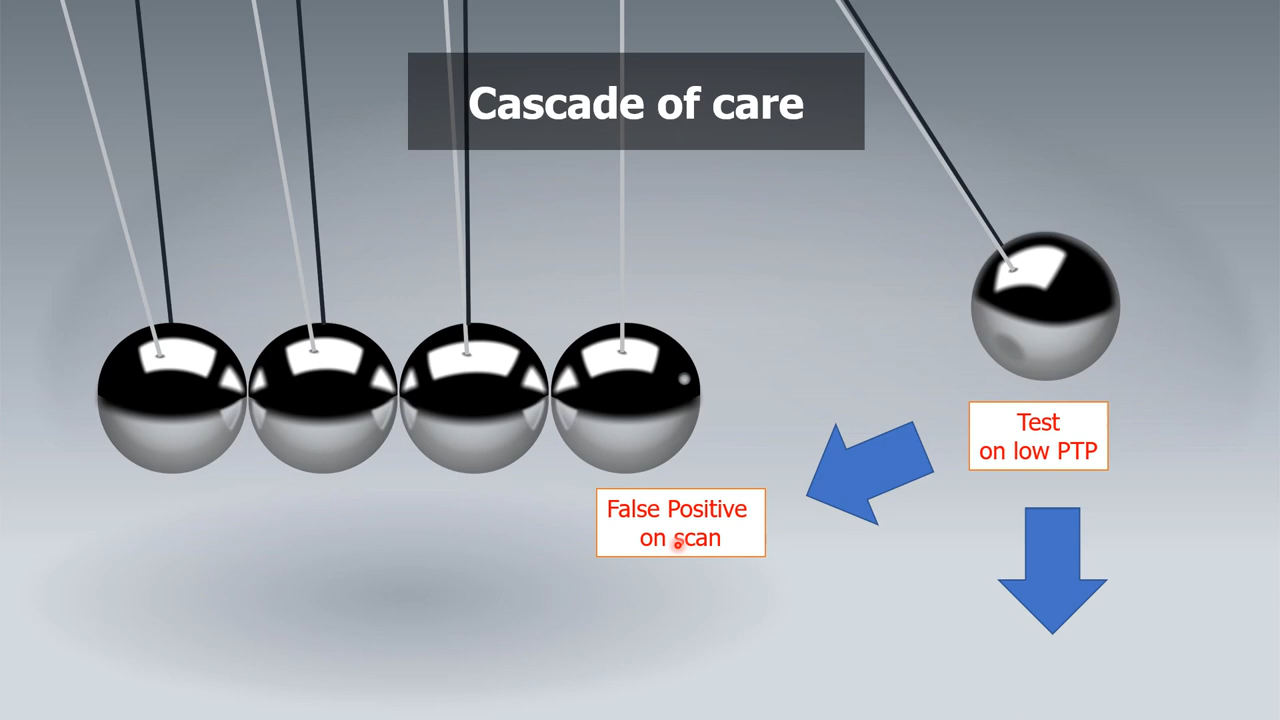 Cascade of care
Test
on low PTP
False Positive
on scan